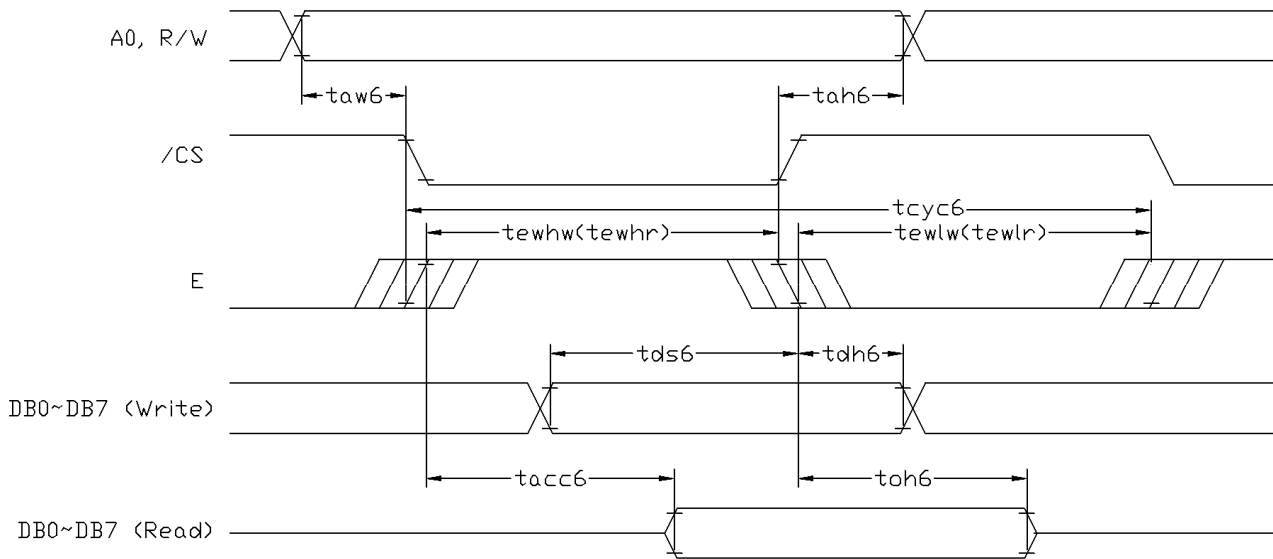 A0, R/W
taw6
tah6
/CS
tcyc6
tewhw(tewhr)
tewlw(tewlr)
E
tds6
tdh6
DB0~DB7 (Write)
tacc6
toh6
DB0~DB7 (Read)